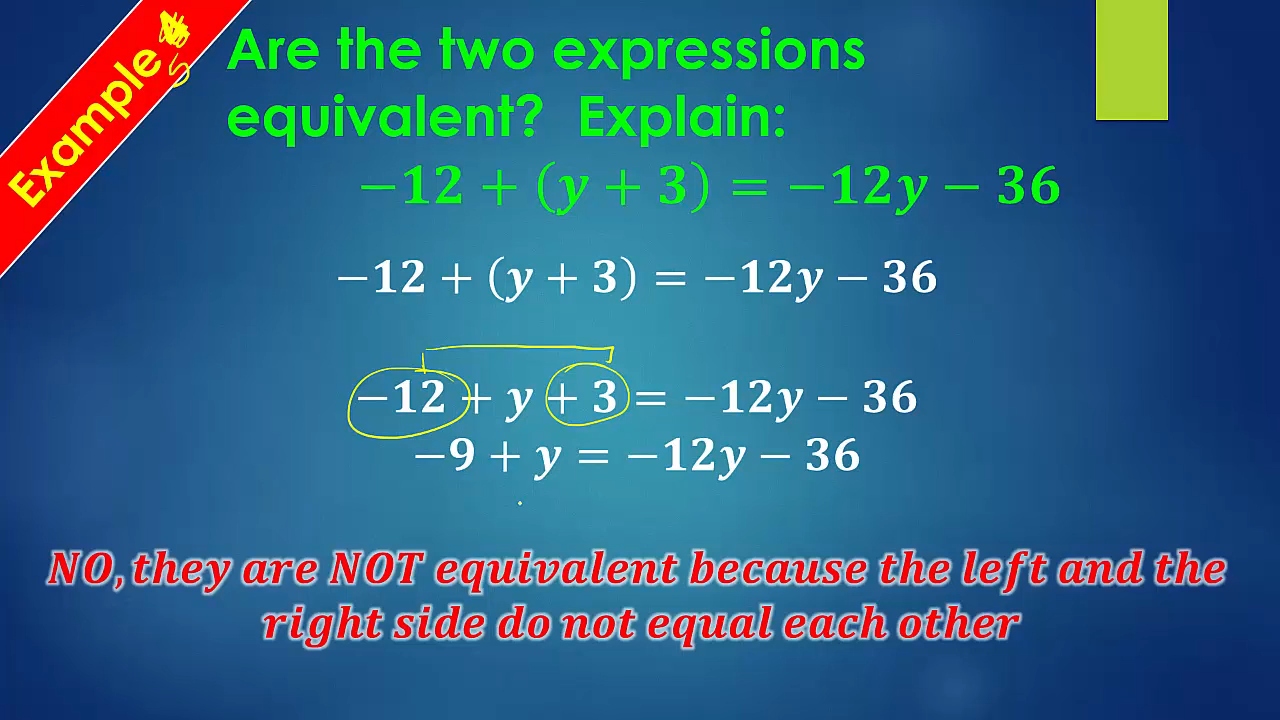 Example 4 5
Are the two expressions
equivalent? Explain:
−12 + (y + 3) = −12y − 36
−12 + (y + 3) = −12y − 36
−12 + y + 3 = −12y − 36
−9 + y = −12y − 36
NO, they are NOT equivalent because the left and the
right side do not equal each other